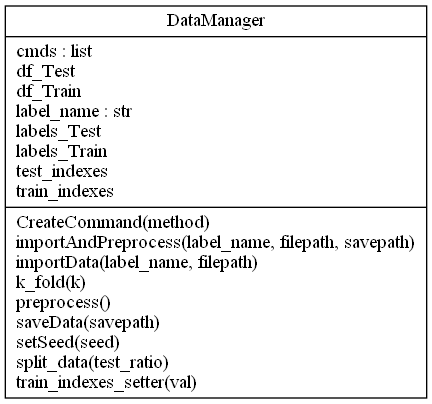 DataManager
cmds : list
df_Test
df_Train
label_name : str
labels_Test
labels_Train
test_indexes
train_indexes
CreateCommand(method)
importAndPreprocess(label_name, filepath, savepath)
importData(label_name, filepath)
k_fold(k)
preprocess()
saveData(savepath)
setSeed(seed)
split_data(test_ratio)
train_indexes_setter(val)